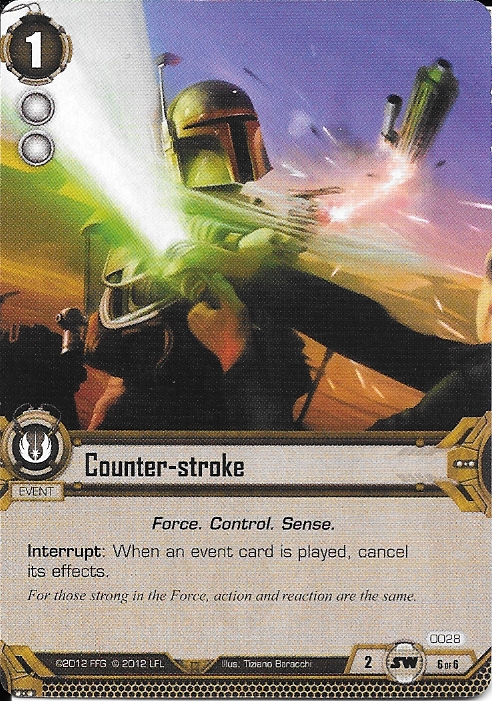 1
Counter-stroke
EVENT
Force. Control. Sense.
Interrupt: When an event card is played, cancel
its effects.
For those strong in the Force, action and reaction are the same.
0028
©2012 FFG © 2012 LFL Illus. Tiziano Baracchi 2 SW 6 OF 6